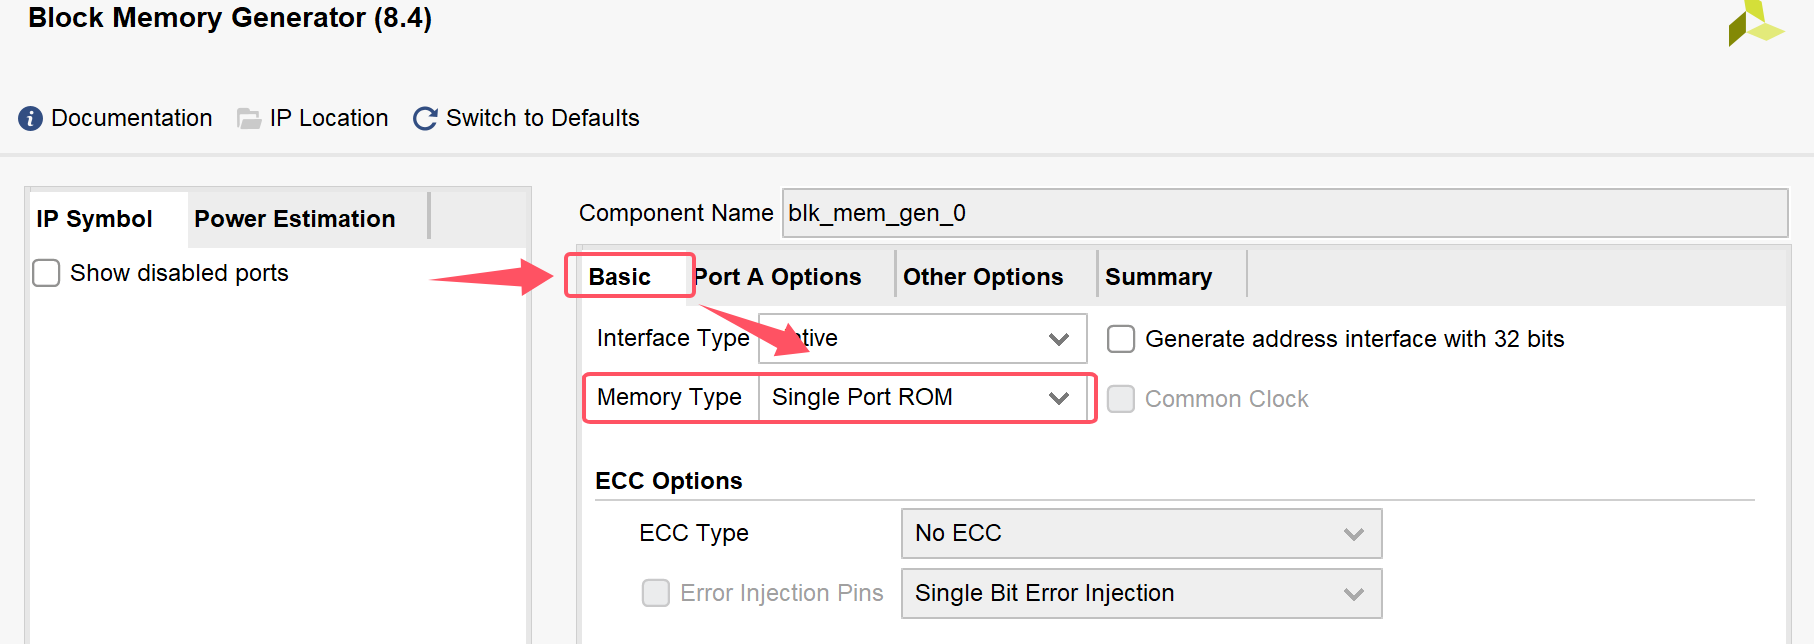 Block Memory Generator (8.4)
Documentation IP Location Switch to Defaults
IP Symbol Power Estimation
Show disabled ports
Component Name blk_mem_gen_0
Basic Port A Options Other Options Summary
Interface Type Generate address interface with 32 bits
Memory Type Single Port ROM Common Clock
ECC Options
ECC Type No ECC
Error Injection Pins Single Bit Error Injection